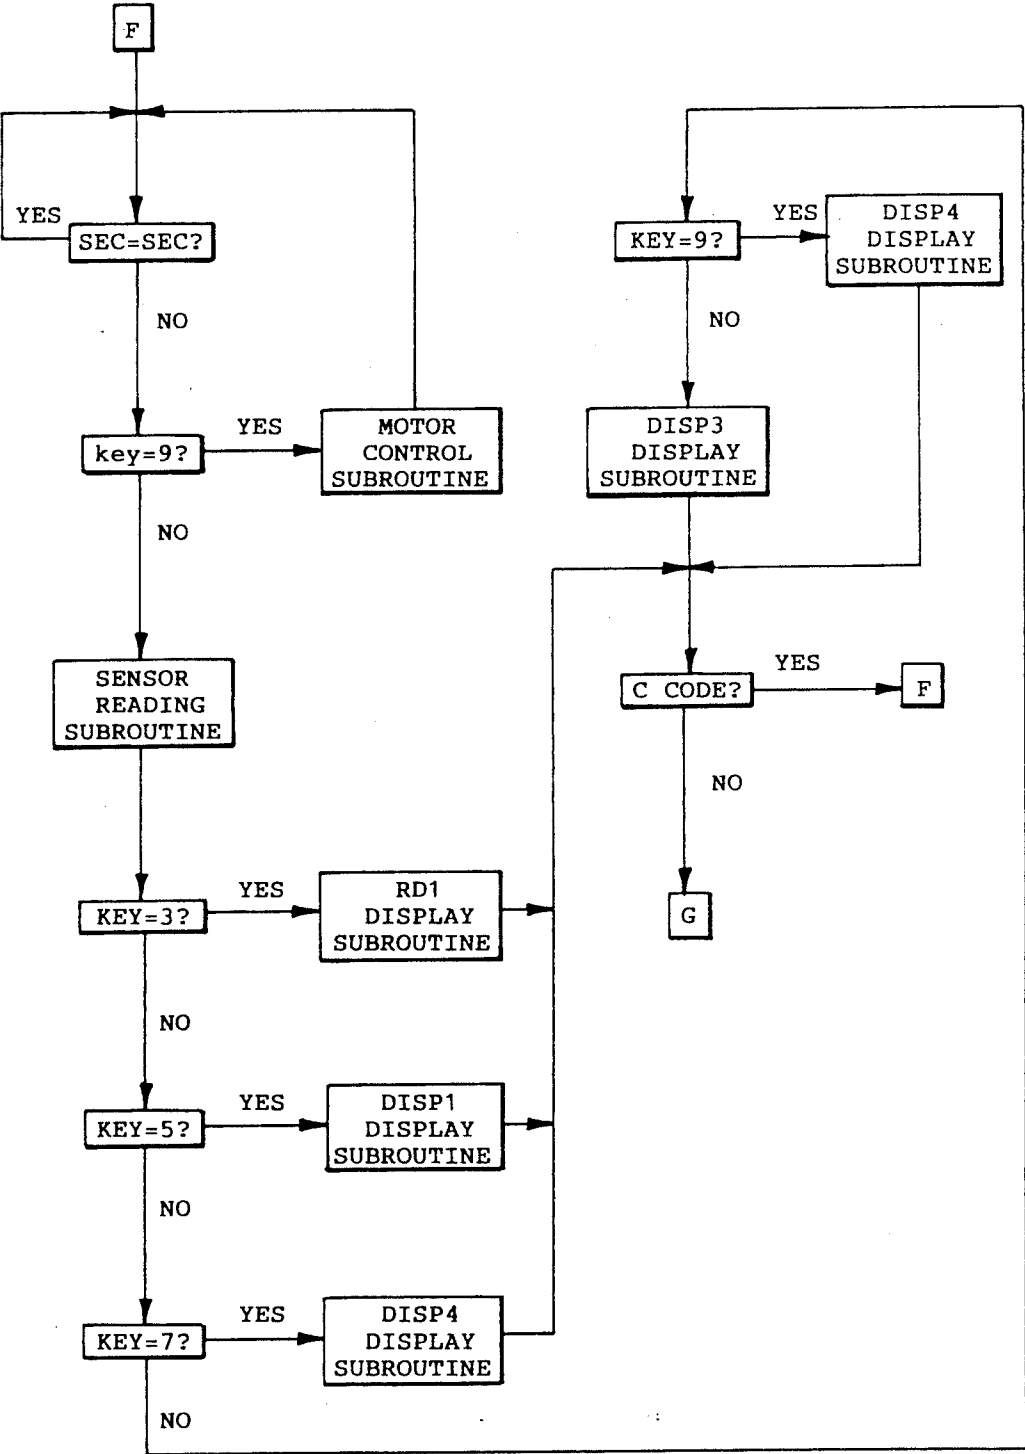 F
YES
SEC=SEC?
NO
key=9?
YES
MOTOR
CONTROL
SUBROUTINE
NO
SENSOR
READING
SUBROUTINE
KEY=3?
YES
RD1
DISPLAY
SUBROUTINE
NO
KEY=5?
YES
DISP1
DISPLAY
SUBROUTINE
NO
KEY=7?
YES
DISP4
DISPLAY
SUBROUTINE
NO
KEY=9?
YES
DISP4
DISPLAY
SUBROUTINE
NO
DISP3
DISPLAY
SUBROUTINE
C CODE?
YES
F
NO
G